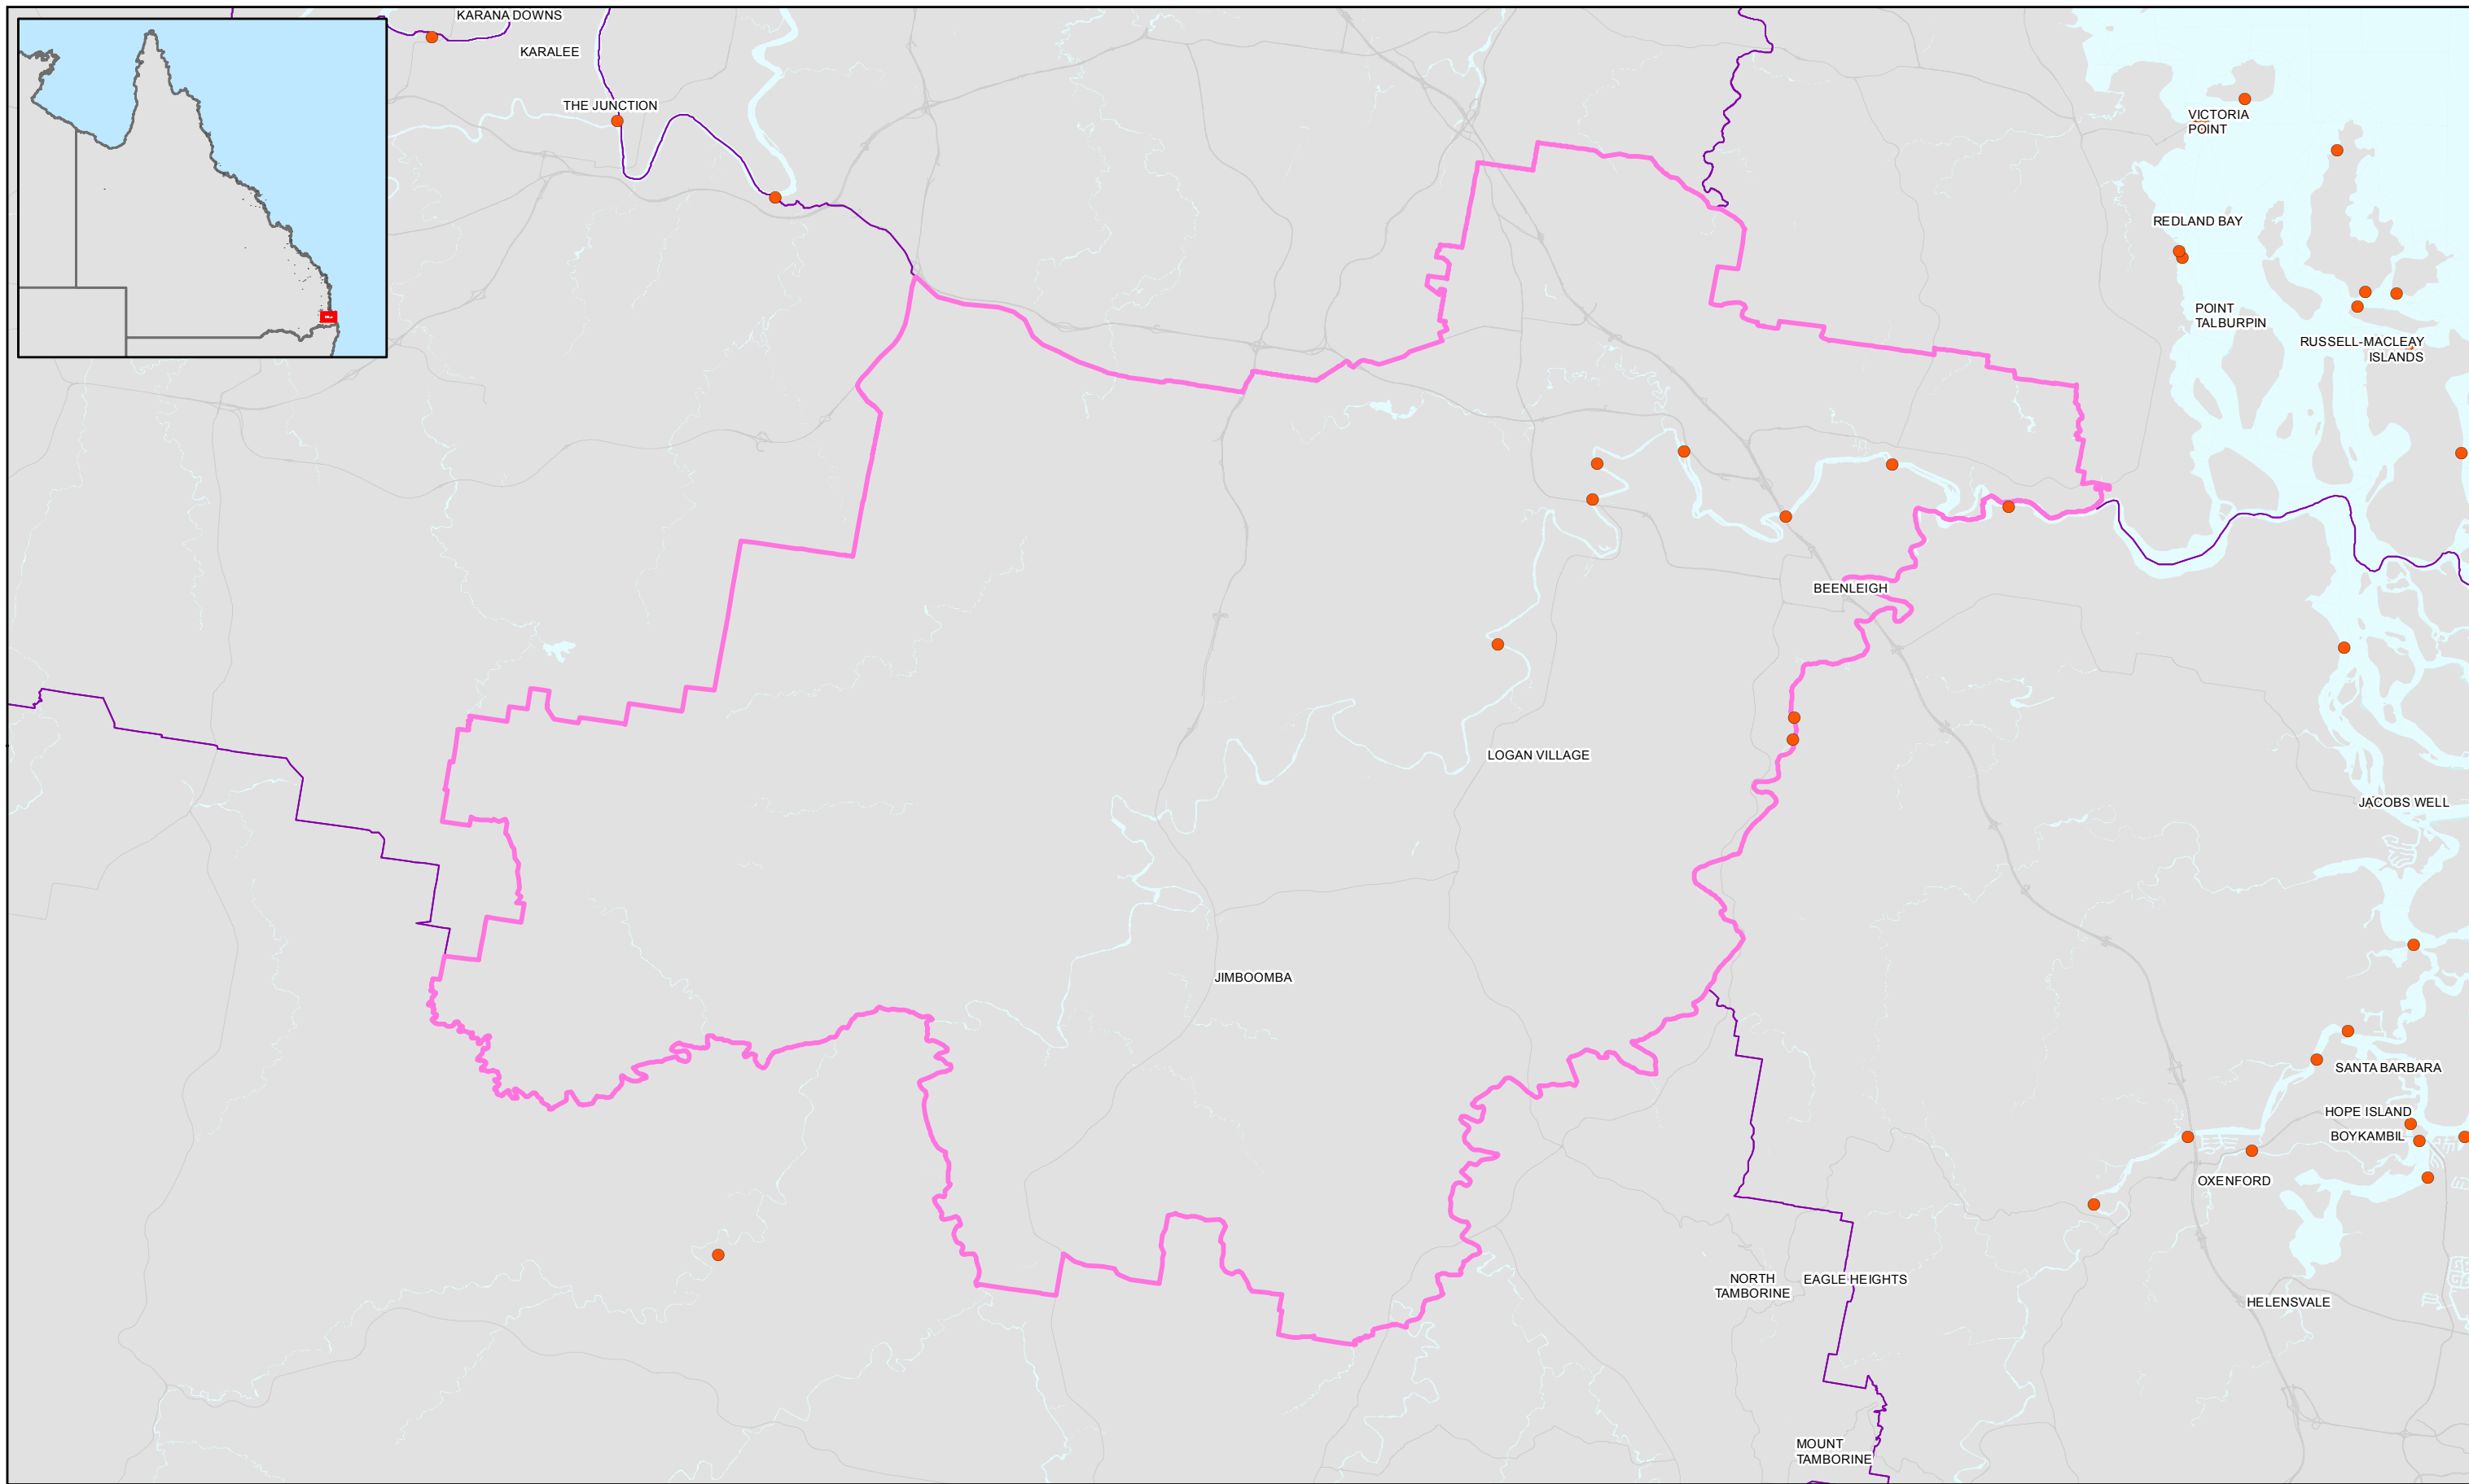 KARANA DOWNS
KARALEE
THE JUNCTION
VICTORIA
POINT
REDLAND BAY
POINT
TALBURPIN
RUSSELL-MACLEAY
ISLANDS
BEENLEIGH
LOGAN VILLAGE
JACOBS WELL
JIMBOOMBA
SANTA BARBARA
HOPE ISLAND
BOYKAMBIL
OXENFORD
NORTH
TAMBORINE
EAGLE HEIGHTS
HELENSVALE
MOUNT
TAMBORINE